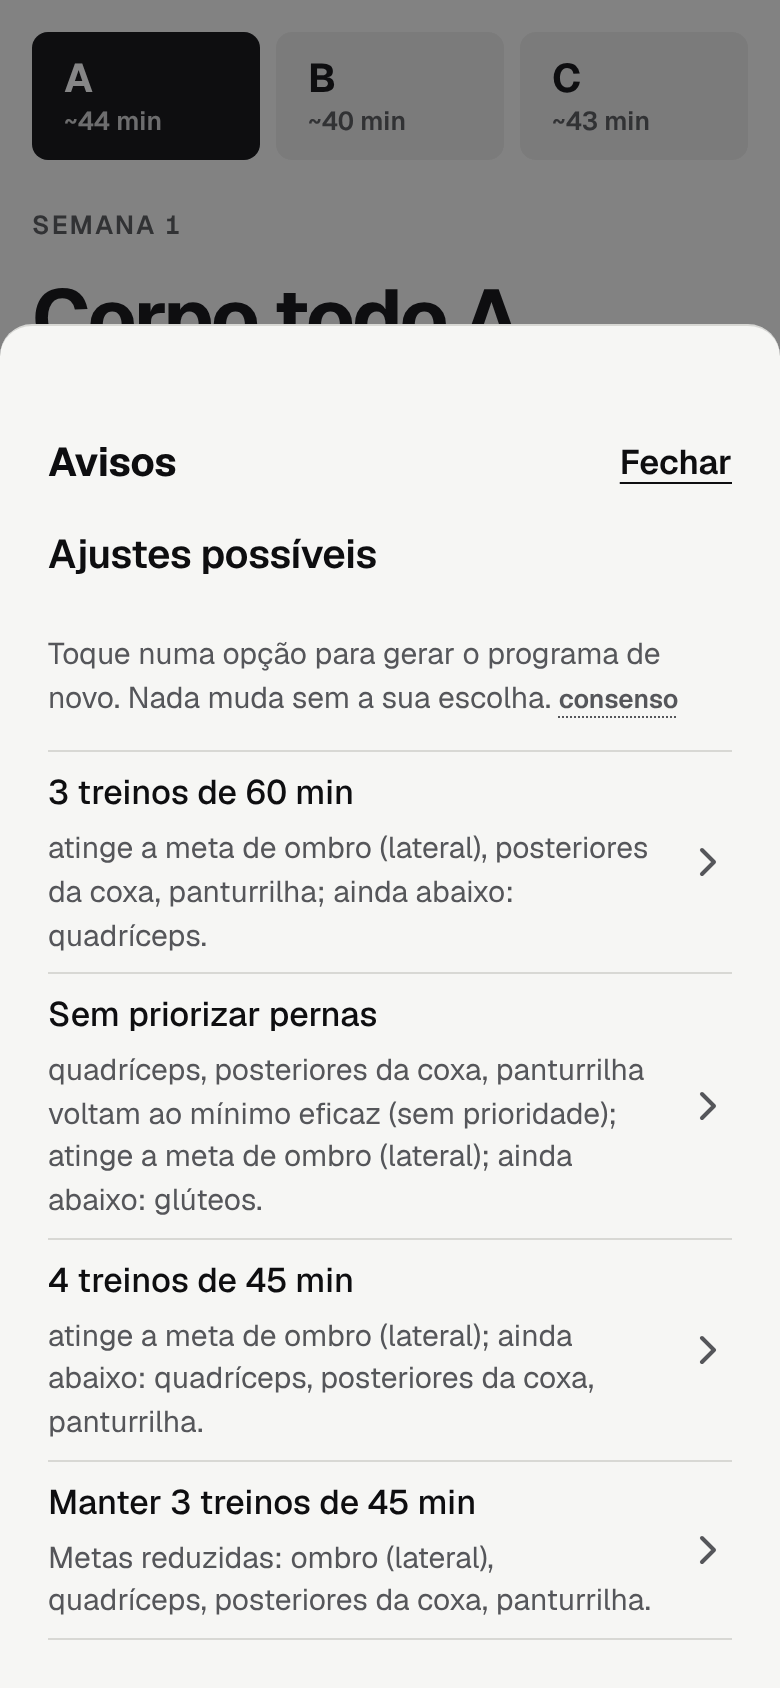 A
~44 min
B
~40 min
C
~43 min
SEMANA 1
Corpo todo A
Avisos
Fechar
Ajustes possíveis
Toque numa opção para gerar o programa de
novo. Nada muda sem a sua escolha. consenso
3 treinos de 60 min
atinge a meta de ombro (lateral), posteriores
da coxa, panturrilha; ainda abaixo:
quadríceps.
Sem priorizar pernas
quadríceps, posteriores da coxa, panturrilha
voltam ao mínimo eficaz (sem prioridade);
atinge a meta de ombro (lateral); ainda
abaixo: glúteos.
4 treinos de 45 min
atinge a meta de ombro (lateral); ainda
abaixo: quadríceps, posteriores da coxa,
panturrilha.
Manter 3 treinos de 45 min
Metas reduzidas: ombro (lateral),
quadríceps, posteriores da coxa, panturrilha.